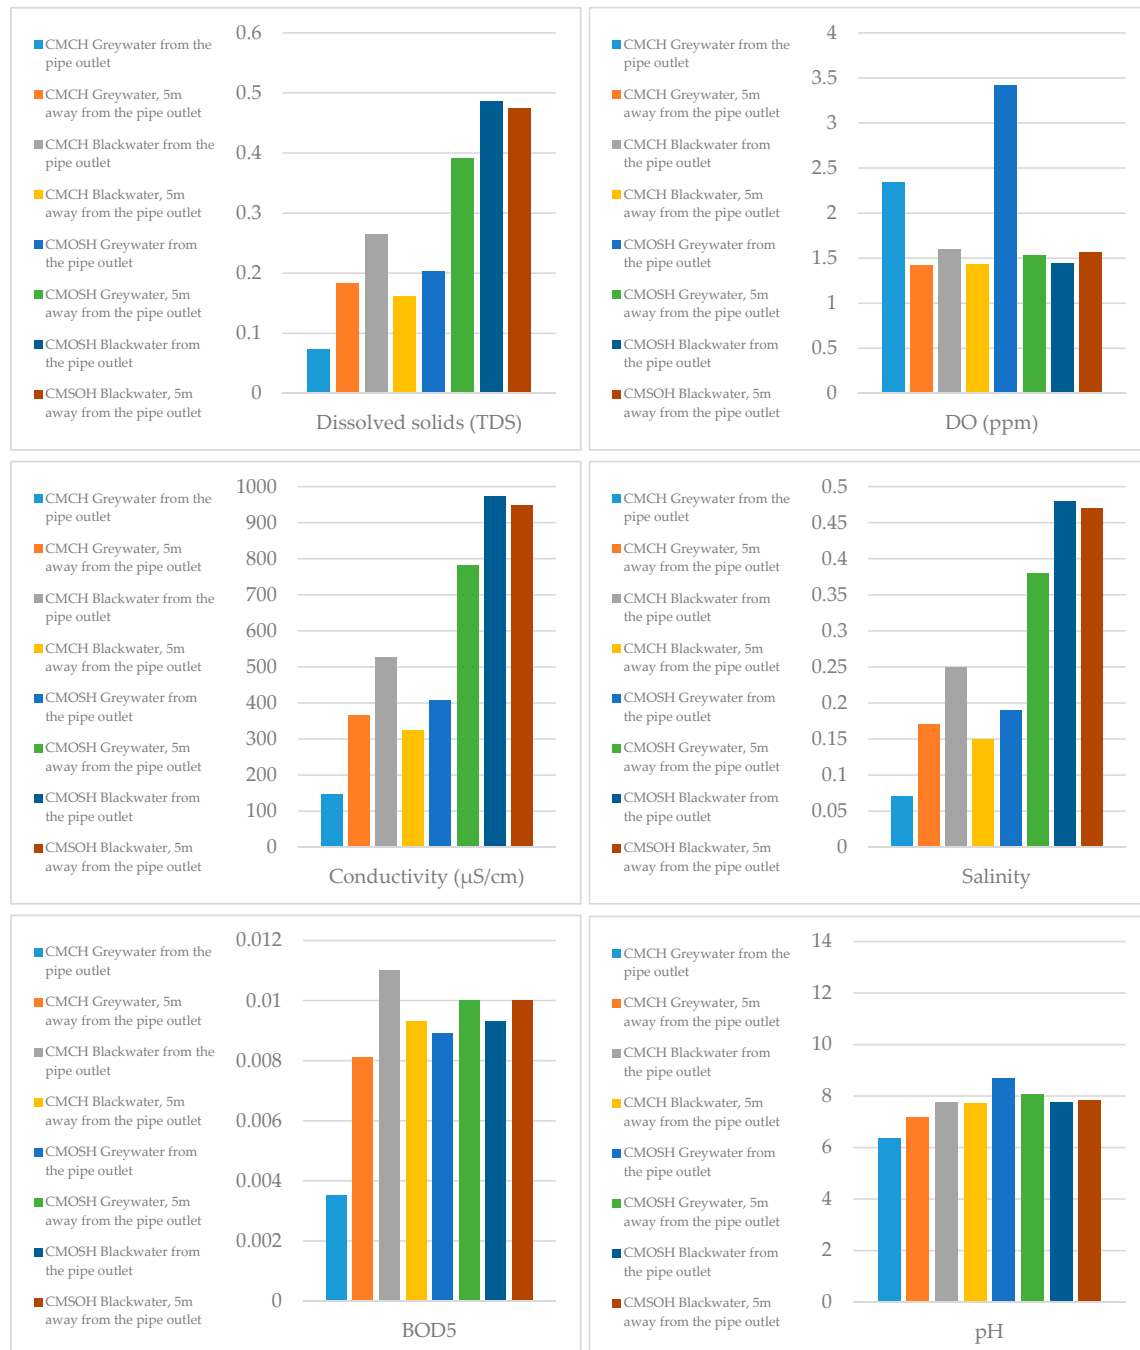 CMCH Greywater from the
pipe outlet
CMCH Greywater, 5m
away from the pipe outlet
CMCH Blackwater from the
pipe outlet
CMCH Blackwater, 5m
away from the pipe outlet
CMOSH Greywater from
the pipe outlet
CMOSH Greywater, 5m
away from the pipe outlet
CMOSH Blackwater from
the pipe outlet
CMSOH Blackwater, 5m
away from the pipe outlet
0.6
0.5
0.4
0.3
0.2
0.1
0
Dissolved solids (TDS)
CMCH Greywater from the
pipe outlet
CMCH Greywater, 5m
away from the pipe outlet
CMCH Blackwater from
the pipe outlet
CMCH Blackwater, 5m
away from the pipe outlet
CMOSH Greywater from
the pipe outlet
CMOSH Greywater, 5m
away from the pipe outlet
CMOSH Blackwater from
the pipe outlet
CMSOH Blackwater, 5m
away from the pipe outlet
4
3.5
3
2.5
2
1.5
1
0.5
0
DO (ppm)
CMCH Greywater from the
pipe outlet
CMCH Greywater, 5m
away from the pipe outlet
CMCH Blackwater from the
pipe outlet
CMCH Blackwater, 5m
away from the pipe outlet
CMOSH Greywater from
the pipe outlet
CMOSH Greywater, 5m
away from the pipe outlet
CMOSH Blackwater from
the pipe outlet
CMSOH Blackwater, 5m
away from the pipe outlet
1000
900
800
700
600
500
400
300
200
100
0
Conductivity (µS/cm)
CMCH Greywater from the
pipe outlet
CMCH Greywater, 5m
away from the pipe outlet
CMCH Blackwater from
the pipe outlet
CMCH Blackwater, 5m
away from the pipe outlet
CMOSH Greywater from
the pipe outlet
CMOSH Greywater, 5m
away from the pipe outlet
CMOSH Blackwater from
the pipe outlet
CMSOH Blackwater, 5m
away from the pipe outlet
0.5
0.45
0.4
0.35
0.3
0.25
0.2
0.15
0.1
0.05
0
Salinity
CMCH Greywater from the
pipe outlet
CMCH Greywater, 5m
away from the pipe outlet
CMCH Blackwater from the
pipe outlet
CMCH Blackwater, 5m
away from the pipe outlet
CMOSH Greywater from
the pipe outlet
CMOSH Greywater, 5m
away from the pipe outlet
CMOSH Blackwater from
the pipe outlet
CMSOH Blackwater, 5m
away from the pipe outlet
0.012
0.01
0.008
0.006
0.004
0.002
0
BOD5
CMCH Greywater from the
pipe outlet
CMCH Greywater, 5m
away from the pipe outlet
CMCH Blackwater from
the pipe outlet
CMCH Blackwater, 5m
away from the pipe outlet
CMOSH Greywater from
the pipe outlet
CMOSH Greywater, 5m
away from the pipe outlet
CMOSH Blackwater from the
pipe outlet
CMSOH Blackwater, 5m
away from the pipe outlet
14
12
10
8
6
4
2
0
pH